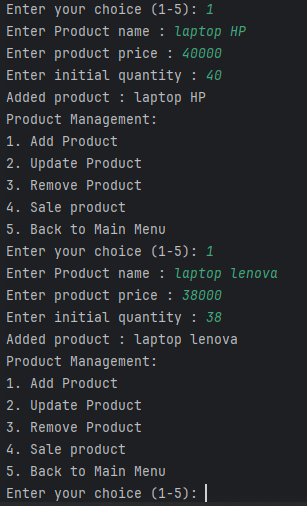 Enter your choice (1-5): 1
Enter Product name : laptop HP
Enter product price : 40000
Enter initial quantity : 40
Added product : laptop HP
Product Management:
1. Add Product
2. Update Product
3. Remove Product
4. Sale product
5. Back to Main Menu
Enter your choice (1-5): 1
Enter Product name : laptop lenova
Enter product price : 38000
Enter initial quantity : 38
Added product : laptop lenova
Product Management:
1. Add Product
2. Update Product
3. Remove Product
4. Sale product
5. Back to Main Menu
Enter your choice (1-5):